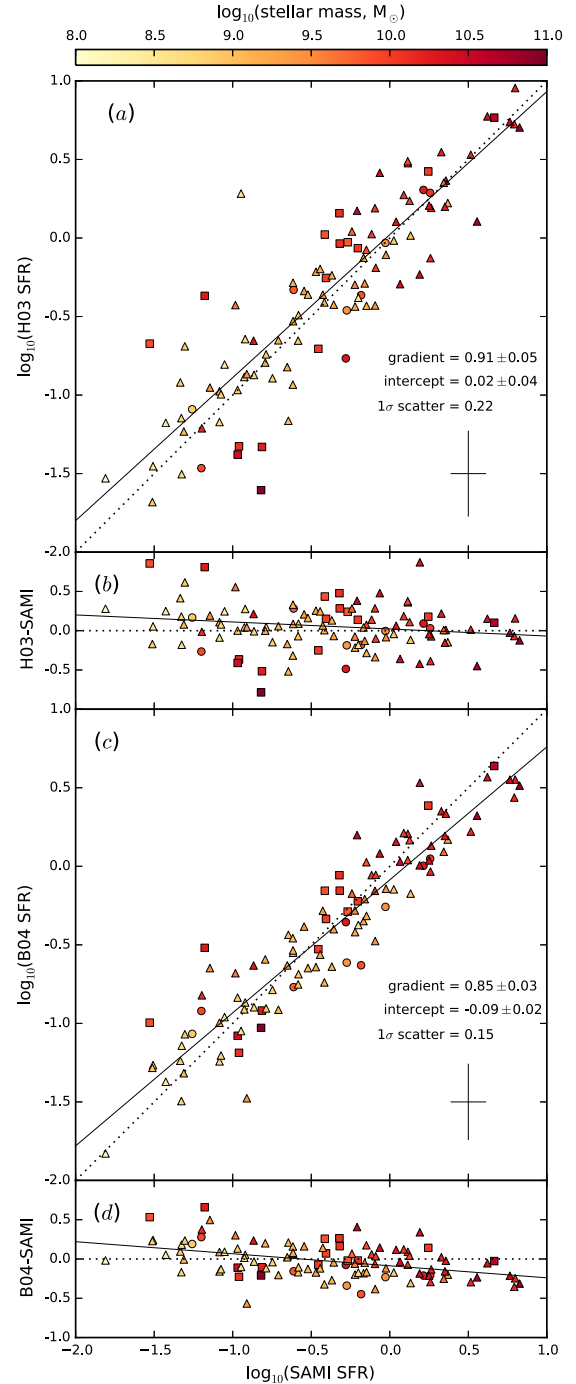 log₁₀(stellar mass, M⊙)
8.0 8.5 9.0 9.5 10.0 10.5 11.0
1.0
(a)
0.5
0.0
log₁₀(H03 SFR)
-0.5
gradient = 0.91±0.05
-1.0
intercept = 0.02±0.04
1σ scatter = 0.22
-1.5
-2.0
(b)
0.5
H03-SAMI
0.0
-0.5
1.0
(c)
0.5
0.0
log₁₀(B04 SFR)
-0.5
gradient = 0.85±0.03
intercept = -0.09±0.02
-1.0
1σ scatter = 0.15
-1.5
-2.0
(d)
0.5
B04-SAMI
0.0
-0.5
-1.0
-2.0 -1.5 -1.0 -0.5 0.0 0.5 1.0
log₁₀(SAMI SFR)